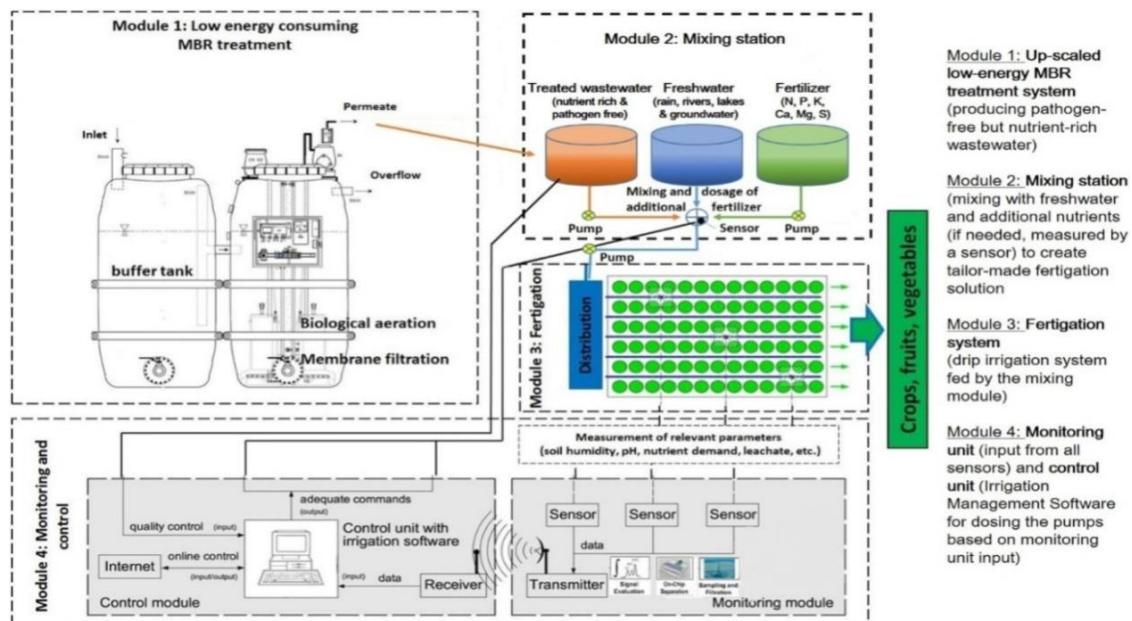 Module 1: Low energy consuming
MBR treatment
Permeate
Inlet
Overflow
buffer tank
Biological aeration
Membrane filtration
Module 2: Mixing station
Treated wastewater
(nutrient rich &
pathogen free)
Freshwater
(rain, rivers, lakes
& groundwater)
Fertilizer
(N, P, K,
Ca, Mg, S)
Mixing and dosage of
additional fertilizer
Pump
Sensor
Pump
Pump
Module 3: Fertigation
Distribution
Crops, fruits, vegetables
Measurement of relevant parameters
(soil humidity, pH, nutrient demand, leachate, etc.)
Module 4: Monitoring and
control
adequate commands
(output)
quality control (input)
Control unit with
irrigation software
Internet
online control
(input/output)
(input) data
Receiver
Control module
Sensor
Sensor
Sensor
data
Transmitter
Signal
Evaluation
On-Chip
Separation
Sampling and
Filtration
Monitoring module
Module 1: Up-scaled
low-energy MBR
treatment system
(producing pathogen-
free but nutrient-rich
wastewater)
Module 2: Mixing station
(mixing with freshwater
and additional nutrients
(if needed, measured by
a sensor) to create
tailor-made fertigation
solution
Module 3: Fertigation
system
(drip irrigation system
fed by the mixing
module)
Module 4: Monitoring
unit (input from all
sensors) and control
unit (Irrigation
Management Software
for dosing the pumps
based on monitoring
unit input)